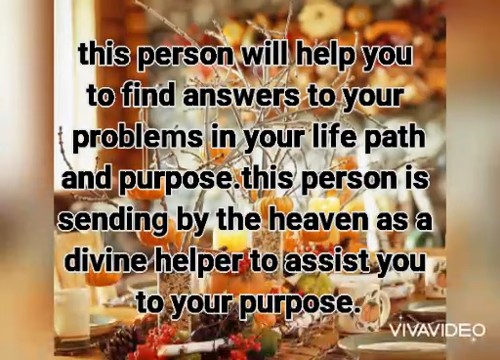 this person will help you
to find answers to your
problems in your life path
and purpose.this person is
sending by the heaven as a
divine helper to assist you
to your purpose.
VIVAVIDEO